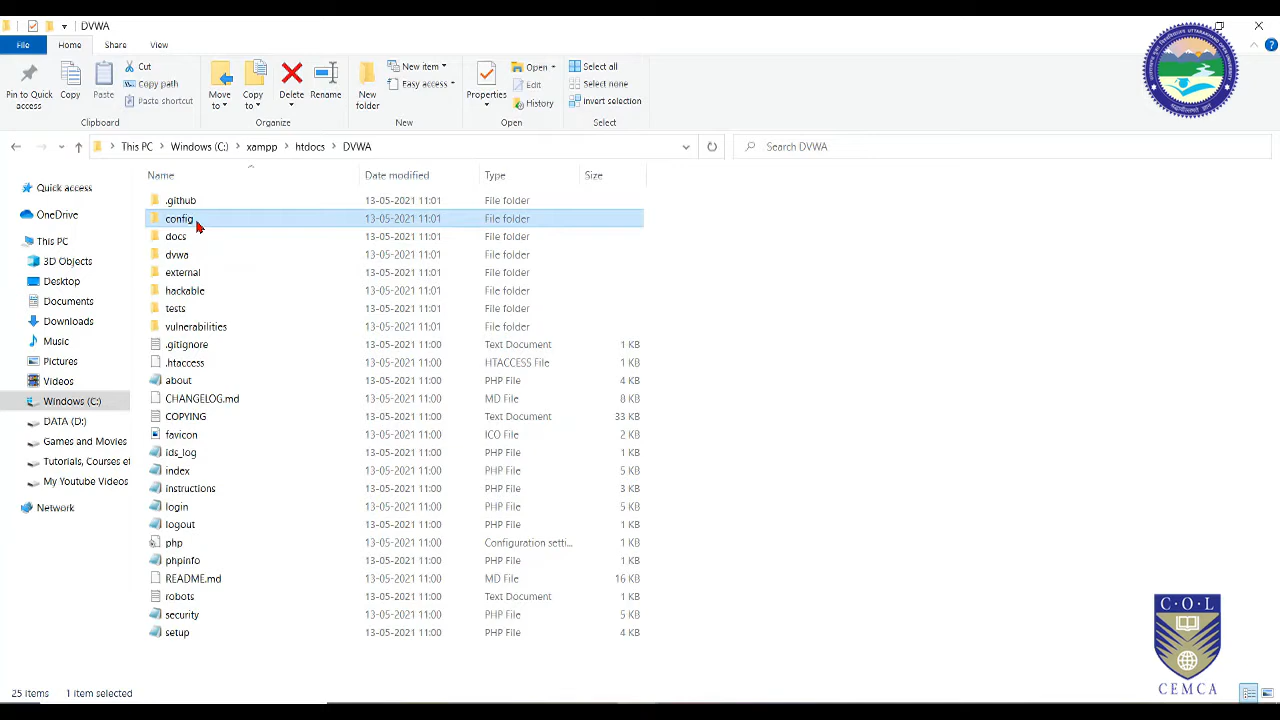 DVWA
File Home Share View
Pin to Quick access
Copy
Paste
Cut
Copy path
Paste shortcut
Clipboard
Move to
Copy to
Delete
Rename
Organize
New folder
New item
Easy access
New
Properties
Open
Edit
History
Open
Select all
Select none
Invert selection
Select
This PC > Windows (C:) > xampp > htdocs > DVWA
Search DVWA
Name Date modified Type Size
Quick access
OneDrive
This PC
3D Objects
Desktop
Documents
Downloads
Music
Pictures
Videos
Windows (C:)
DATA (D:)
Games and Movies
Tutorials, Courses et
My Youtube Videos
Network
.github 13-05-2021 11:01 File folder
config 13-05-2021 11:01 File folder
docs 13-05-2021 11:01 File folder
dvwa 13-05-2021 11:01 File folder
external 13-05-2021 11:01 File folder
hackable 13-05-2021 11:01 File folder
tests 13-05-2021 11:01 File folder
vulnerabilities 13-05-2021 11:01 File folder
.gitignore 13-05-2021 11:00 Text Document 1 KB
.htaccess 13-05-2021 11:00 HTACCESS File 1 KB
about 13-05-2021 11:00 PHP File 4 KB
CHANGELOG.md 13-05-2021 11:00 MD File 8 KB
COPYING 13-05-2021 11:00 Text Document 33 KB
favicon 13-05-2021 11:00 ICO File 2 KB
ids_log 13-05-2021 11:00 PHP File 1 KB
index 13-05-2021 11:00 PHP File 5 KB
instructions 13-05-2021 11:00 PHP File 3 KB
login 13-05-2021 11:00 PHP File 5 KB
logout 13-05-2021 11:00 PHP File 1 KB
php 13-05-2021 11:00 Configuration setti... 1 KB
phpinfo 13-05-2021 11:00 PHP File 1 KB
README.md 13-05-2021 11:00 MD File 16 KB
robots 13-05-2021 11:00 Text Document 1 KB
security 13-05-2021 11:00 PHP File 5 KB
setup 13-05-2021 11:00 PHP File 4 KB
25 items 1 item selected
C·O·L
CEMCA